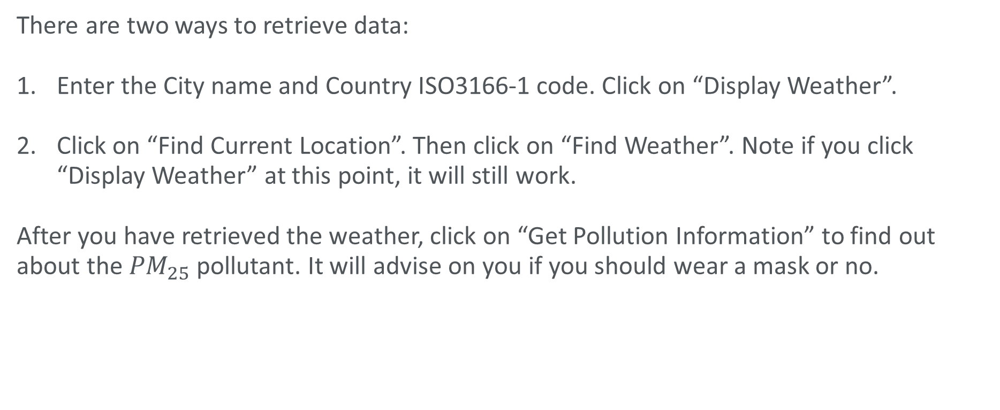 There are two ways to retrieve data:
1. Enter the City name and Country ISO3166-1 code. Click on “Display Weather”.
2. Click on “Find Current Location”. Then click on “Find Weather”. Note if you click
“Display Weather” at this point, it will still work.
After you have retrieved the weather, click on “Get Pollution Information” to find out
about the PM₂₅ pollutant. It will advise on you if you should wear a mask or no.